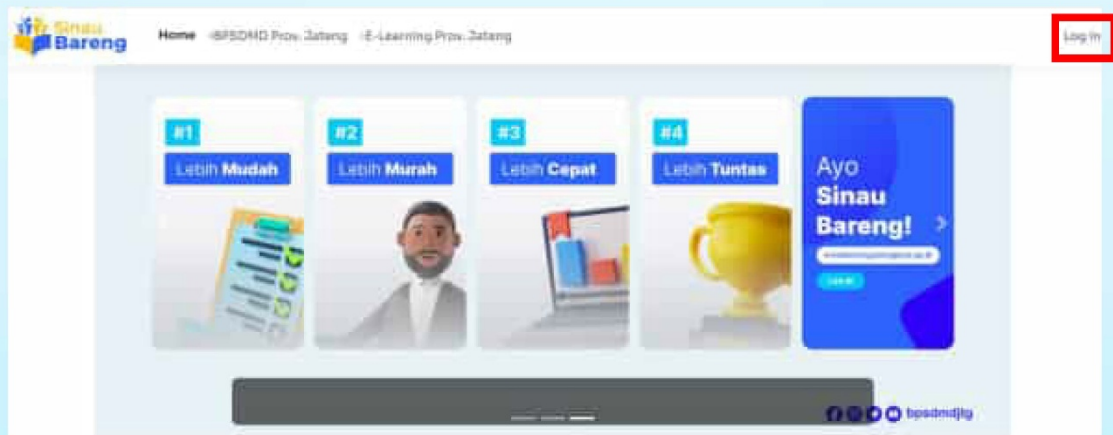 Sinau
Bareng
Home BPSDMD Prov. Jateng E-Learning Prov. Jateng
Log in
#1
Lebih Mudah
#2
Lebih Murah
#3
Lebih Cepat
#4
Lebih Tuntas
Ayo
Sinau
Bareng!
bpsdmdjtg